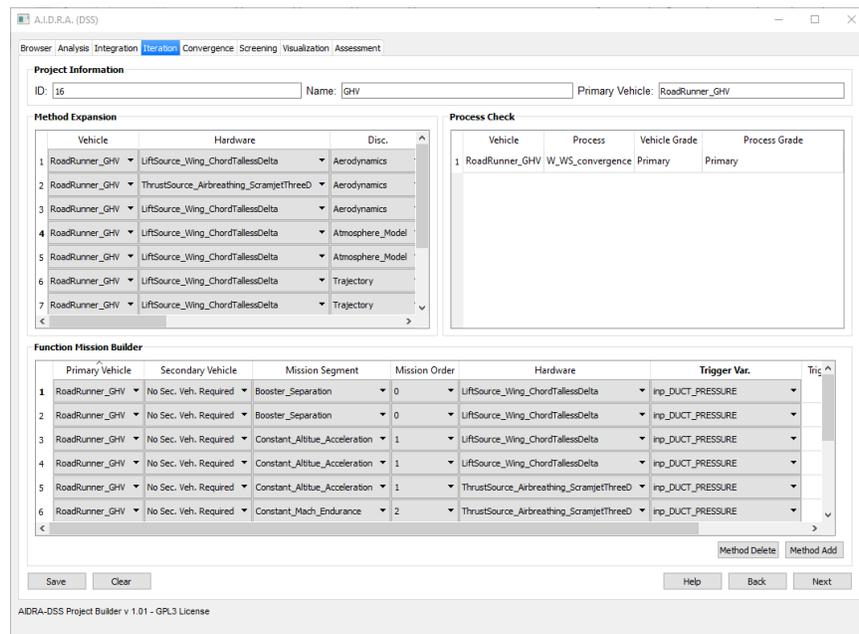 A.I.D.R.A. (DSS)
Browser Analysis Integration Iteration Convergence Screening Visualization Assessment
Project Information
ID: 16 Name: GHV Primary Vehicle: RoadRunner_GHV
Method Expansion
Vehicle Hardware Disc.
1 RoadRunner_GHV LiftSource_Wing_ChordTallessDelta Aerodynamics
2 RoadRunner_GHV ThrustSource_Airbreathing_ScramjetThreeD Aerodynamics
3 RoadRunner_GHV LiftSource_Wing_ChordTallessDelta Aerodynamics
4 RoadRunner_GHV LiftSource_Wing_ChordTallessDelta Atmosphere_Model
5 RoadRunner_GHV LiftSource_Wing_ChordTallessDelta Atmosphere_Model
6 RoadRunner_GHV LiftSource_Wing_ChordTallessDelta Trajectory
7 RoadRunner_GHV LiftSource_Wing_ChordTallessDelta Trajectory
Process Check
Vehicle Process Vehicle Grade Process Grade
1 RoadRunner_GHV W_WS_convergence Primary Primary
Function Mission Builder
Primary Vehicle Secondary Vehicle Mission Segment Mission Order Hardware Trigger Var. Trig
1 RoadRunner_GHV No Sec. Veh. Required Booster_Separation 0 LiftSource_Wing_ChordTallessDelta inp_DUCT_PRESSURE
2 RoadRunner_GHV No Sec. Veh. Required Booster_Separation 0 LiftSource_Wing_ChordTallessDelta inp_DUCT_PRESSURE
3 RoadRunner_GHV No Sec. Veh. Required Constant_Altitue_Acceleration 1 LiftSource_Wing_ChordTallessDelta inp_DUCT_PRESSURE
4 RoadRunner_GHV No Sec. Veh. Required Constant_Altitue_Acceleration 1 LiftSource_Wing_ChordTallessDelta inp_DUCT_PRESSURE
5 RoadRunner_GHV No Sec. Veh. Required Constant_Altitue_Acceleration 1 ThrustSource_Airbreathing_ScramjetThreeD inp_DUCT_PRESSURE
6 RoadRunner_GHV No Sec. Veh. Required Constant_Mach_Endurance 2 ThrustSource_Airbreathing_ScramjetThreeD inp_DUCT_PRESSURE
Method Delete Method Add
Save Clear Help Back Next
AIDRA-DSS Project Builder v 1.01 - GPL3 License